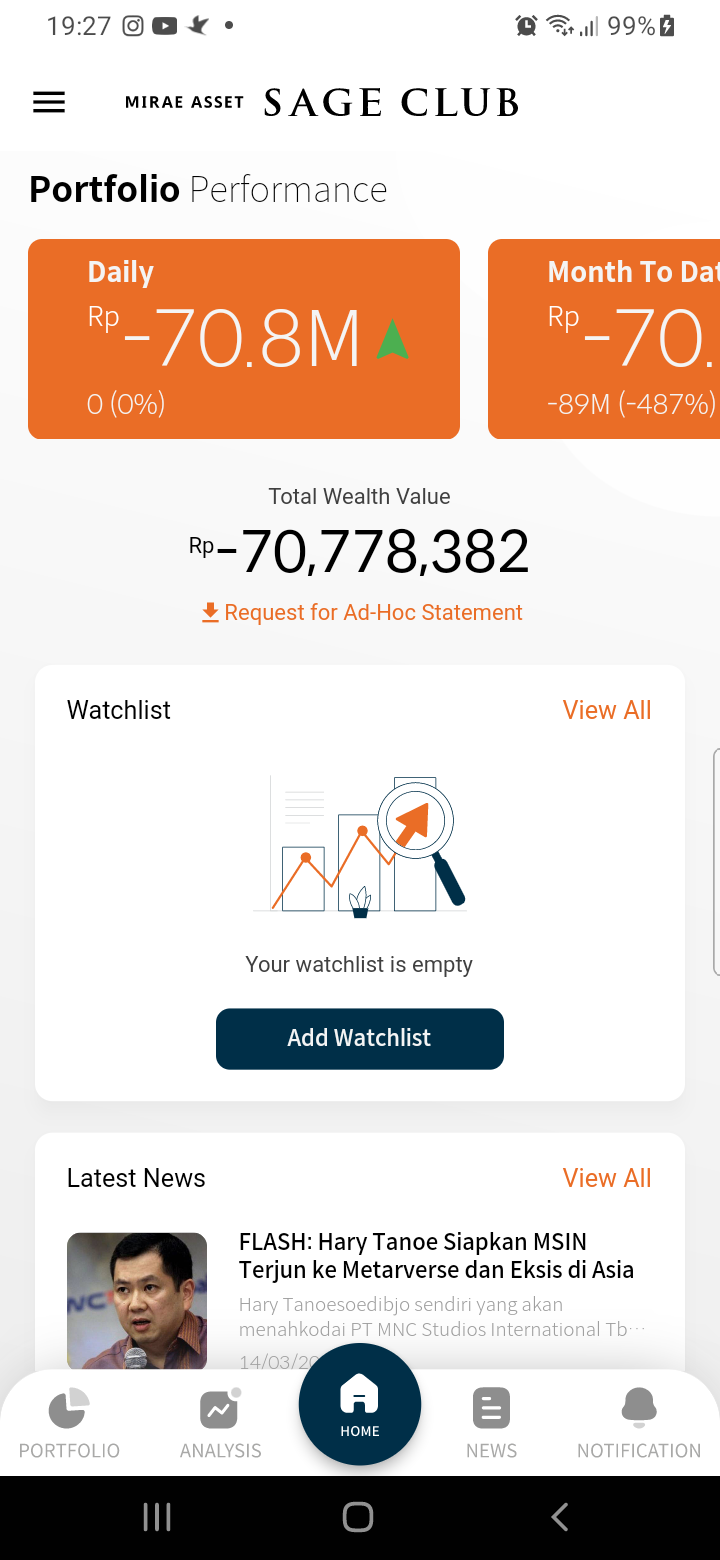 19:27
99%
MIRAE ASSET SAGE CLUB
Portfolio Performance
Daily
Rp-70.8M
0 (0%)
Month To Dat
Rp-70.
-89M (-487%)
Total Wealth Value
Rp-70,778,382
Request for Ad-Hoc Statement
Watchlist
View All
Your watchlist is empty
Add Watchlist
Latest News
View All
FLASH: Hary Tanoe Siapkan MSIN
Terjun ke Metarverse dan Eksis di Asia
Hary Tanoesoedibjo sendiri yang akan
menahkodai PT MNC Studios International Tb...
14/03/20
PORTFOLIO
ANALYSIS
HOME
NEWS
NOTIFICATION